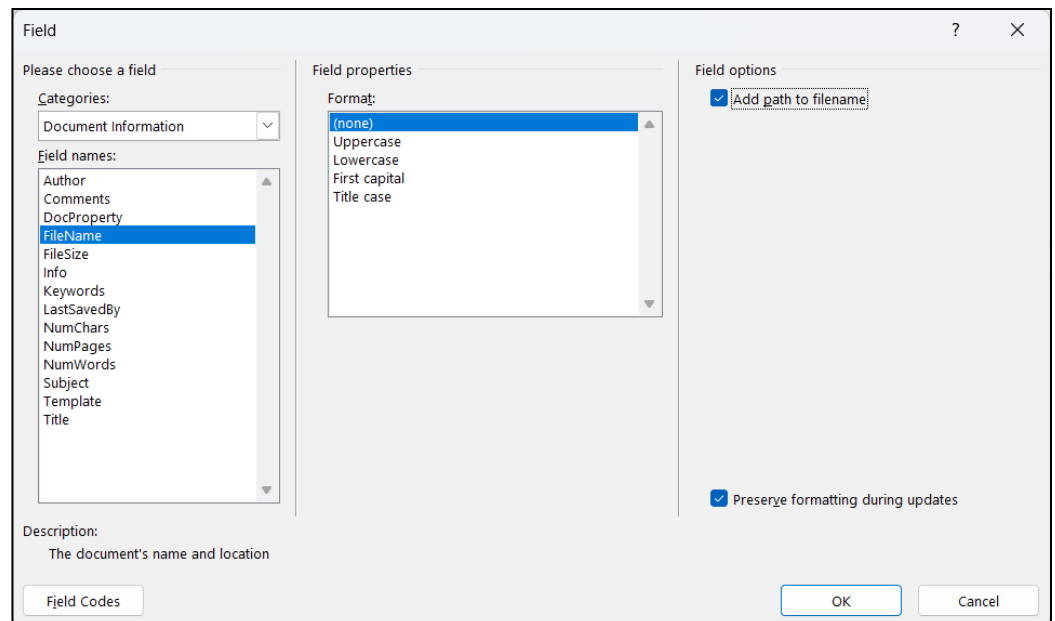 Field
?
Please choose a field
Categories:
Document Information
Field names:
Author
Comments
DocProperty
FileName
FileSize
Info
Keywords
LastSavedBy
NumChars
NumPages
NumWords
Subject
Template
Title
Field properties
Format:
(none)
Uppercase
Lowercase
First capital
Title case
Field options
Add path to filename
Preserve formatting during updates
Description:
The document's name and location
Field Codes
OK
Cancel